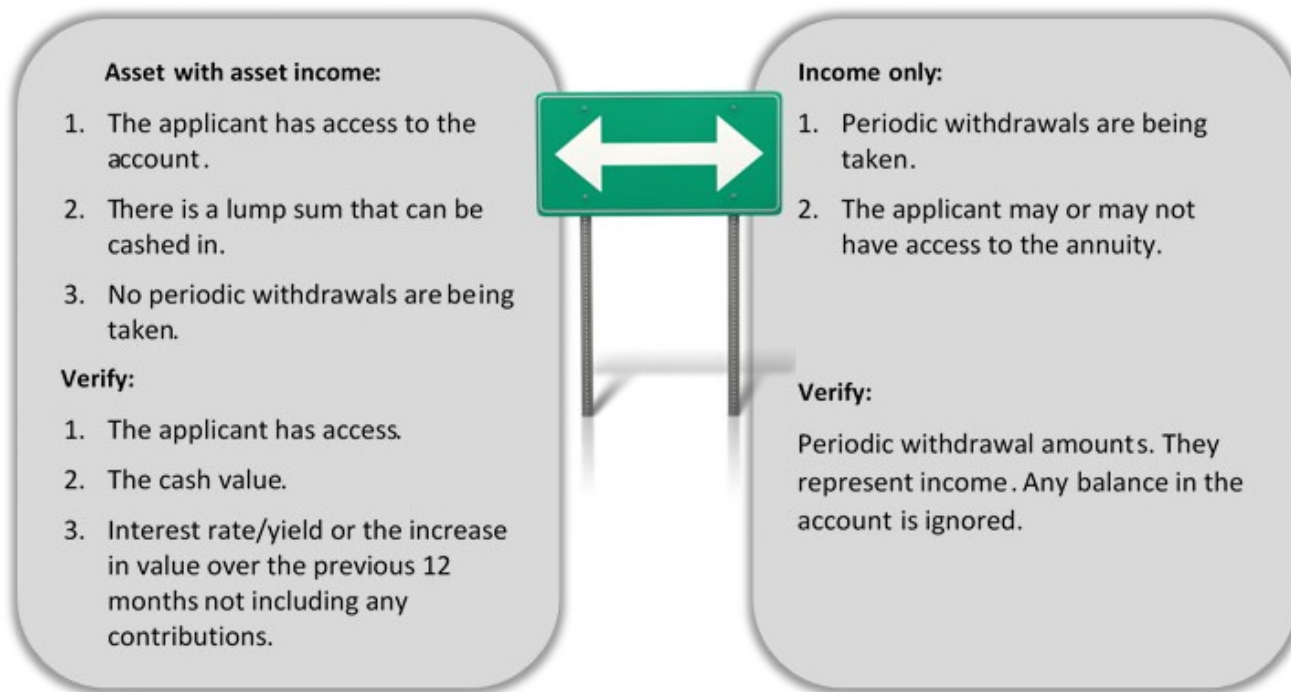 Asset with asset income:
1. The applicant has access to the
account.
2. There is a lump sum that can be
cashed in.
3. No periodic withdrawals are being
taken.
Verify:
1. The applicant has access.
2. The cash value.
3. Interest rate/yield or the increase
in value over the previous 12
months not including any
contributions.
Income only:
1. Periodic withdrawals are being
taken.
2. The applicant may or may not
have access to the annuity.
Verify:
Periodic withdrawal amounts. They
represent income. Any balance in the
account is ignored.